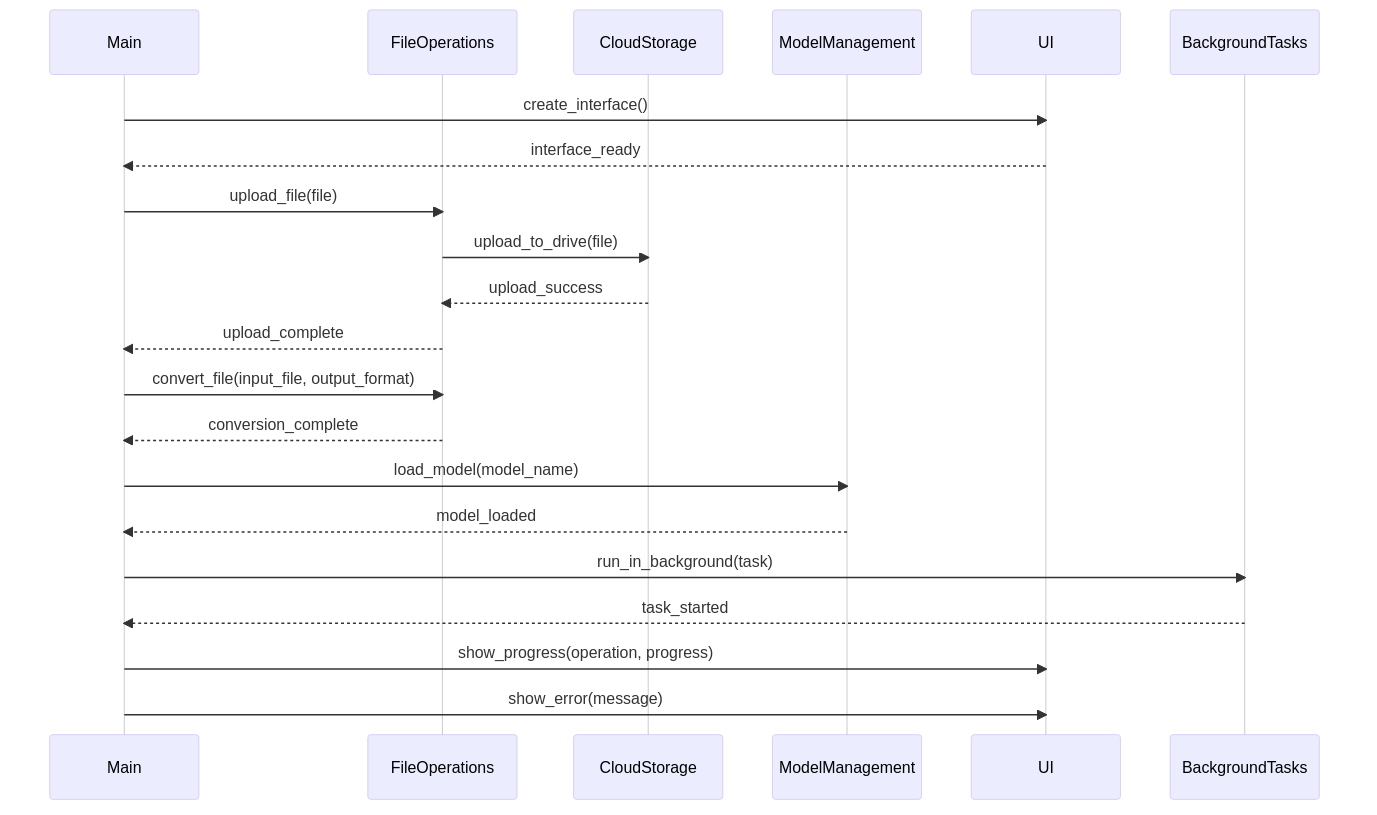 Main
FileOperations
CloudStorage
ModelManagement
UI
BackgroundTasks
create_interface()
interface_ready
upload_file(file)
upload_to_drive(file)
upload_success
upload_complete
convert_file(input_file, output_format)
conversion_complete
load_model(model_name)
model_loaded
run_in_background(task)
task_started
show_progress(operation, progress)
show_error(message)
Main
FileOperations
CloudStorage
ModelManagement
UI
BackgroundTasks